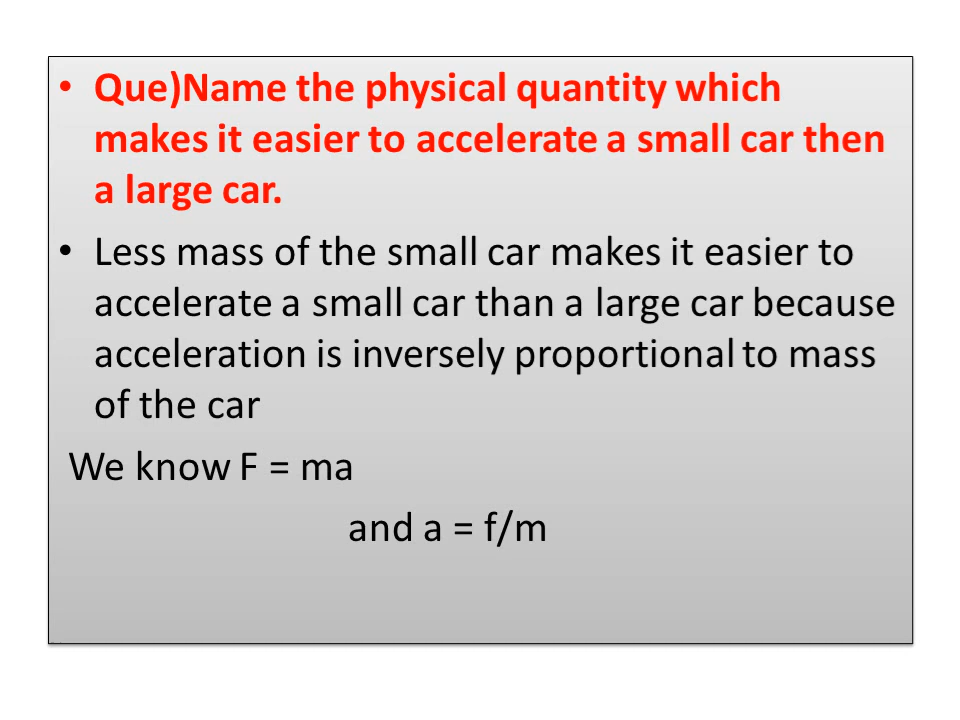 • Que)Name the physical quantity which
makes it easier to accelerate a small car then
a large car.
• Less mass of the small car makes it easier to
accelerate a small car than a large car because
acceleration is inversely proportional to mass
of the car
We know F = ma
and a = f/m